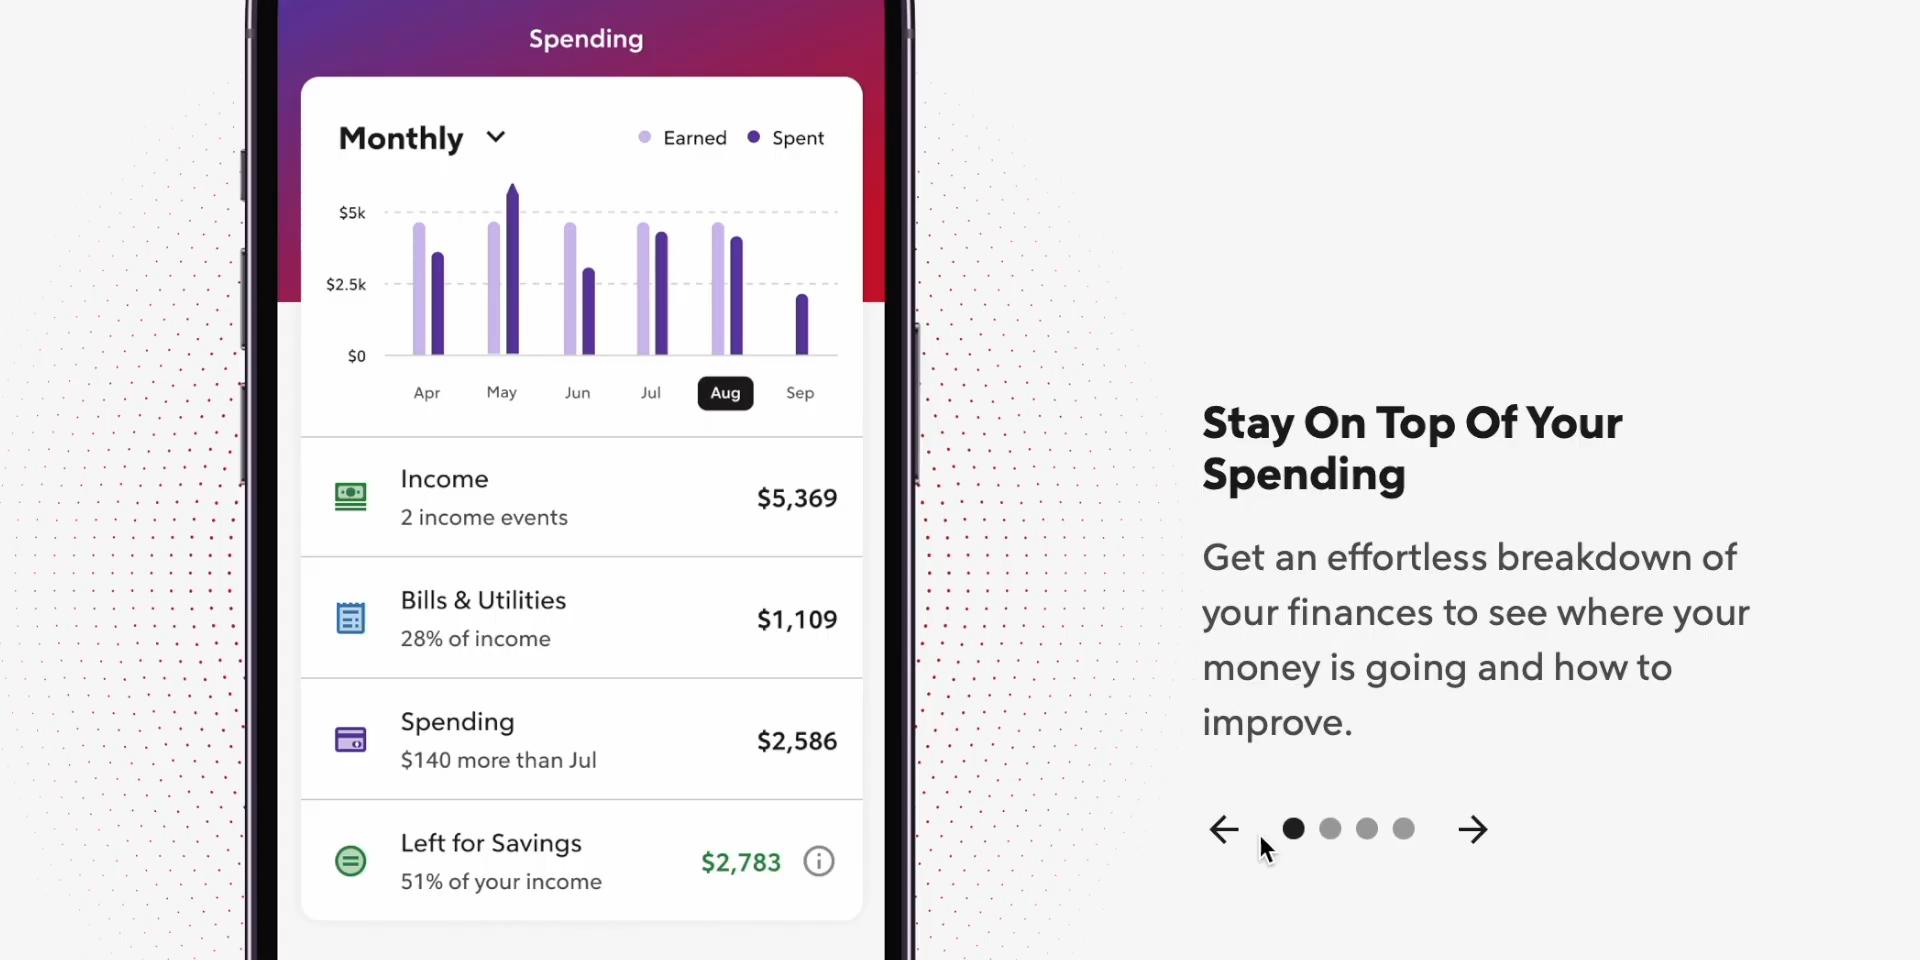 Spending
Monthly
Earned Spent
$5k
$2.5k
$0
Apr May Jun Jul Aug Sep
Income
2 income events
$5,369
Bills & Utilities
28% of income
$1,109
Spending
$140 more than Jul
$2,586
Left for Savings
51% of your income
$2,783
Stay On Top Of Your
Spending
Get an effortless breakdown of
your finances to see where your
money is going and how to
improve.